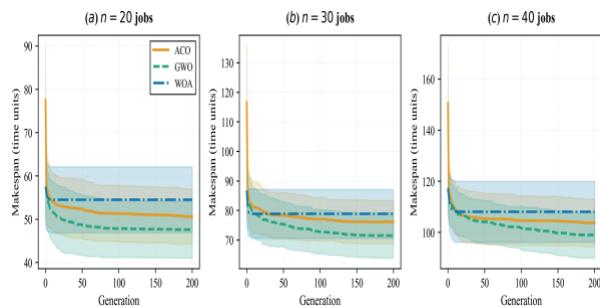 (a) n = 20 jobs
(b) n = 30 jobs
(c) n = 40 jobs
Makespan (time units)
90
80
70
60
50
40
ACO
GWO
WOA
0 50 100 150 200
Generation
Makespan (time units)
130
120
110
100
90
80
70
0 50 100 150 200
Generation
Makespan (time units)
160
140
120
100
0 50 100 150 200
Generation